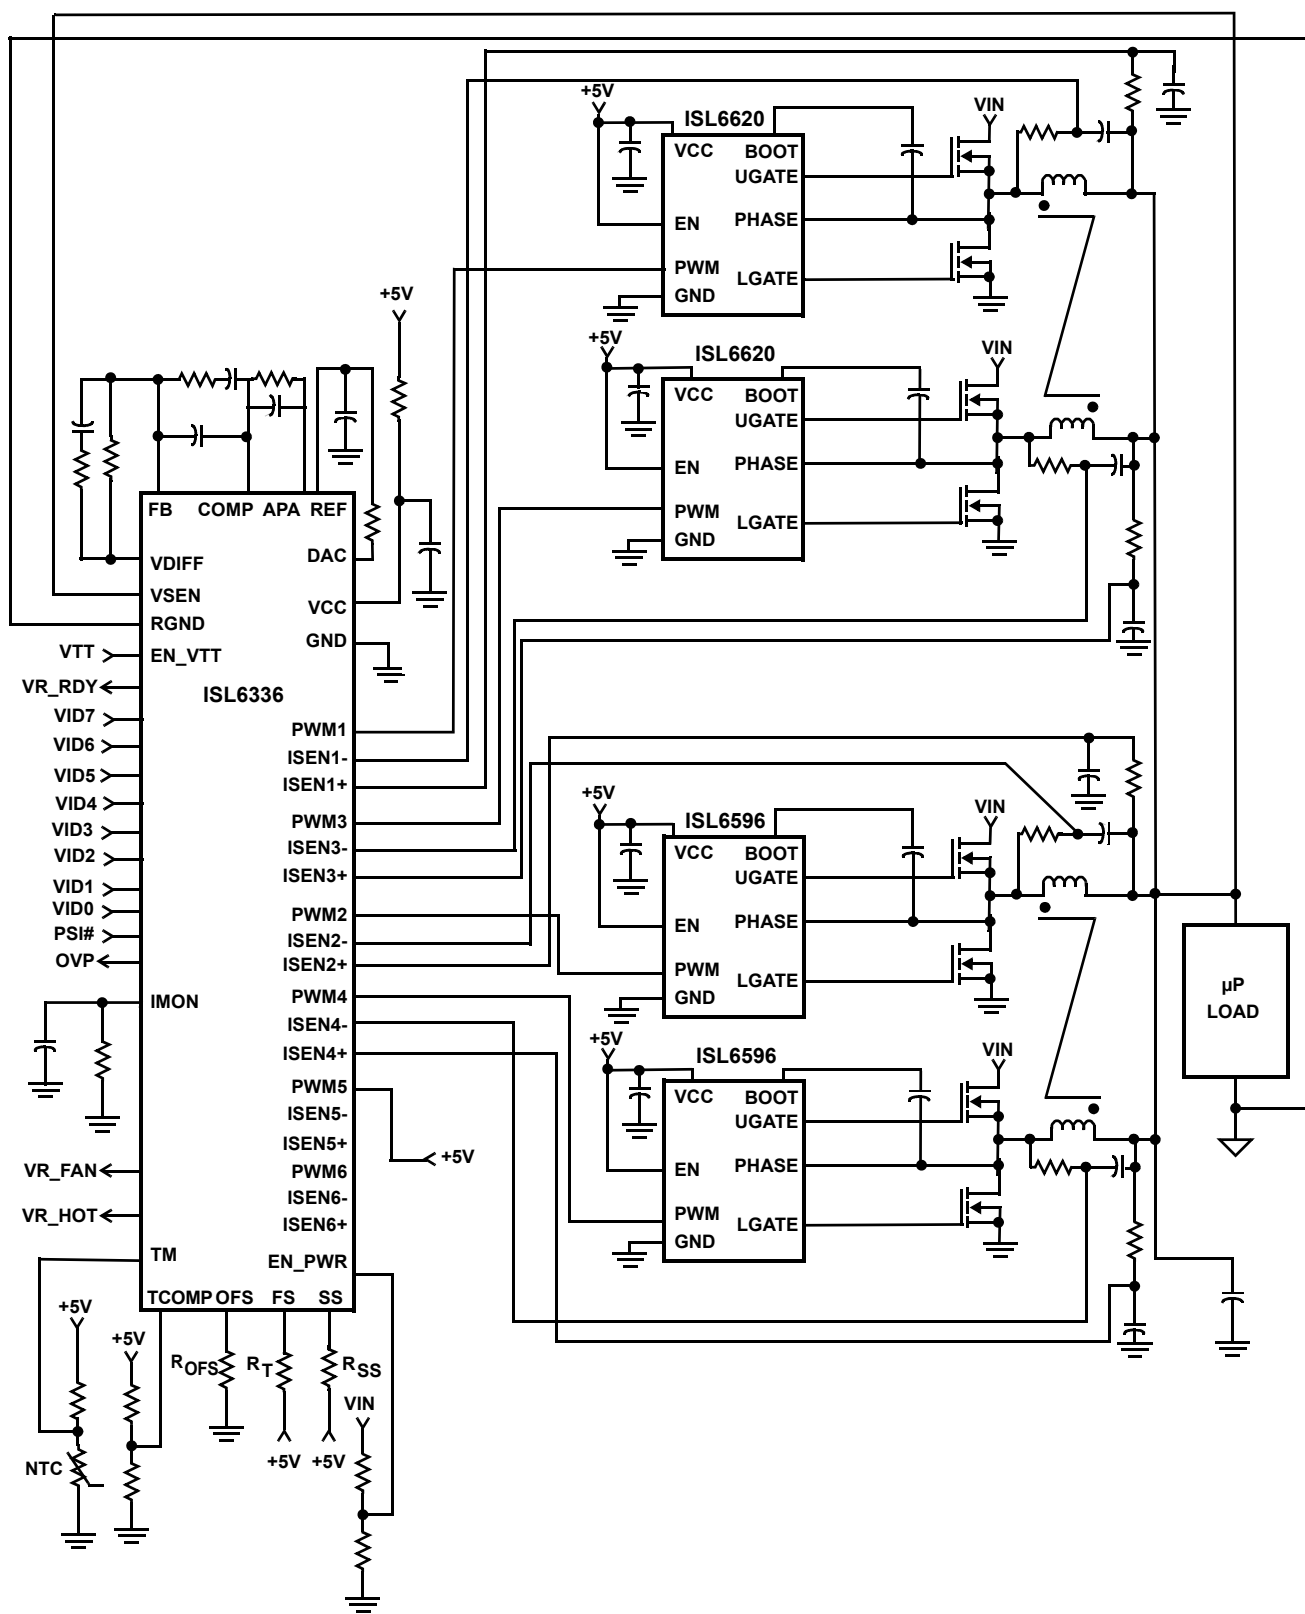 +5V
ISL6620
VIN
VCC
BOOT
UGATE
EN
PHASE
PWM
LGATE
GND
+5V
+5V
ISL6620
VIN
VCC
BOOT
UGATE
EN
PHASE
PWM
LGATE
GND
FB
COMP
APA
REF
VDIFF
DAC
VSEN
VCC
RGND
GND
VTT
EN_VTT
VR_RDY
ISL6336
VID7
PWM1
VID6
ISEN1-
VID5
ISEN1+
VID4
PWM3
VID3
ISEN3-
VID2
ISEN3+
VID1
VID0
PWM2
PSI#
ISEN2-
OVP
ISEN2+
IMON
PWM4
ISEN4-
ISEN4+
PWM5
ISEN5-
ISEN5+
+5V
VR_FAN
PWM6
ISEN6-
VR_HOT
ISEN6+
TM
EN_PWR
TCOMP
OFS
FS
SS
+5V
ISL6596
VIN
VCC
BOOT
UGATE
EN
PHASE
PWM
LGATE
GND
µP
LOAD
+5V
ISL6596
VIN
VCC
BOOT
UGATE
EN
PHASE
PWM
LGATE
GND
+5V
+5V
ROFS
RT
RSS
VIN
NTC
+5V
+5V